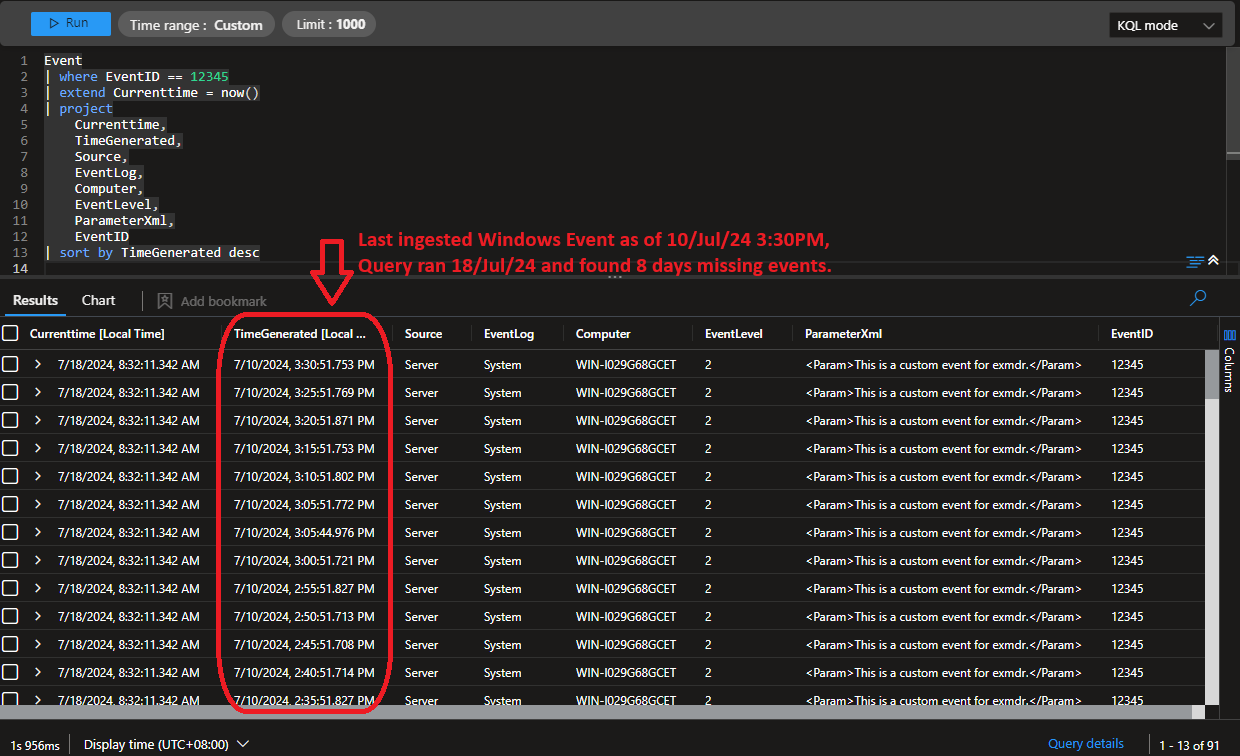 Run
Time range : Custom
Limit : 1000
KQL mode
1 Event
2 | where EventID == 12345
3 | extend Currenttime = now()
4 | project
5 Currenttime,
6 TimeGenerated,
7 Source,
8 EventLog,
9 Computer,
10 EventLevel,
11 ParameterXml,
12 EventID
13 | sort by TimeGenerated desc
14
Last ingested Windows Event as of 10/Jul/24 3:30PM,
Query ran 18/Jul/24 and found 8 days missing events.
Results Chart Add bookmark
Currenttime [Local Time] TimeGenerated [Local ... Source EventLog Computer EventLevel ParameterXml EventID
7/18/2024, 8:32:11.342 AM 7/10/2024, 3:30:51.753 PM Server System WIN-I029G68GCET 2 <Param>This is a custom event for exmdr.</Param> 12345
7/18/2024, 8:32:11.342 AM 7/10/2024, 3:25:51.769 PM Server System WIN-I029G68GCET 2 <Param>This is a custom event for exmdr.</Param> 12345
7/18/2024, 8:32:11.342 AM 7/10/2024, 3:20:51.871 PM Server System WIN-I029G68GCET 2 <Param>This is a custom event for exmdr.</Param> 12345
7/18/2024, 8:32:11.342 AM 7/10/2024, 3:15:51.753 PM Server System WIN-I029G68GCET 2 <Param>This is a custom event for exmdr.</Param> 12345
7/18/2024, 8:32:11.342 AM 7/10/2024, 3:10:51.802 PM Server System WIN-I029G68GCET 2 <Param>This is a custom event for exmdr.</Param> 12345
7/18/2024, 8:32:11.342 AM 7/10/2024, 3:05:51.772 PM Server System WIN-I029G68GCET 2 <Param>This is a custom event for exmdr.</Param> 12345
7/18/2024, 8:32:11.342 AM 7/10/2024, 3:05:44.976 PM Server System WIN-I029G68GCET 2 <Param>This is a custom event for exmdr.</Param> 12345
7/18/2024, 8:32:11.342 AM 7/10/2024, 3:00:51.721 PM Server System WIN-I029G68GCET 2 <Param>This is a custom event for exmdr.</Param> 12345
7/18/2024, 8:32:11.342 AM 7/10/2024, 2:55:51.827 PM Server System WIN-I029G68GCET 2 <Param>This is a custom event for exmdr.</Param> 12345
7/18/2024, 8:32:11.342 AM 7/10/2024, 2:50:51.713 PM Server System WIN-I029G68GCET 2 <Param>This is a custom event for exmdr.</Param> 12345
7/18/2024, 8:32:11.342 AM 7/10/2024, 2:45:51.708 PM Server System WIN-I029G68GCET 2 <Param>This is a custom event for exmdr.</Param> 12345
7/18/2024, 8:32:11.342 AM 7/10/2024, 2:40:51.714 PM Server System WIN-I029G68GCET 2 <Param>This is a custom event for exmdr.</Param> 12345
7/18/2024, 8:32:11.342 AM 7/10/2024, 2:35:51.827 PM Server System WIN-I029G68GCET 2 <Param>This is a custom event for exmdr.</Param> 12345
Columns
1s 956ms Display time (UTC+08:00) Query details 1 - 13 of 91